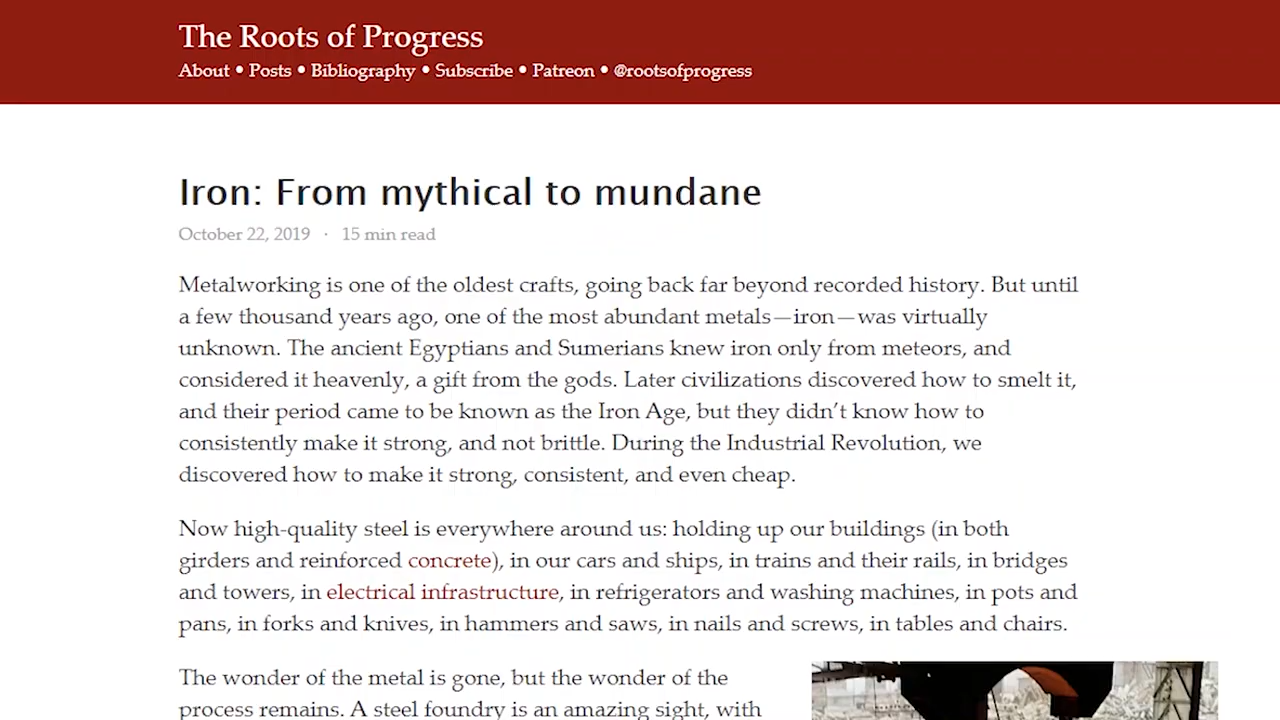 The Roots of Progress
About • Posts • Bibliography • Subscribe • Patreon • @rootsofprogress
Iron: From mythical to mundane
October 22, 2019 · 15 min read
Metalworking is one of the oldest crafts, going back far beyond recorded history. But until
a few thousand years ago, one of the most abundant metals—iron—was virtually
unknown. The ancient Egyptians and Sumerians knew iron only from meteors, and
considered it heavenly, a gift from the gods. Later civilizations discovered how to smelt it,
and their period came to be known as the Iron Age, but they didn’t know how to
consistently make it strong, and not brittle. During the Industrial Revolution, we
discovered how to make it strong, consistent, and even cheap.
Now high-quality steel is everywhere around us: holding up our buildings (in both
girders and reinforced concrete), in our cars and ships, in trains and their rails, in bridges
and towers, in electrical infrastructure, in refrigerators and washing machines, in pots and
pans, in forks and knives, in hammers and saws, in nails and screws, in tables and chairs.
The wonder of the metal is gone, but the wonder of the
process remains. A steel foundry is an amazing sight, with